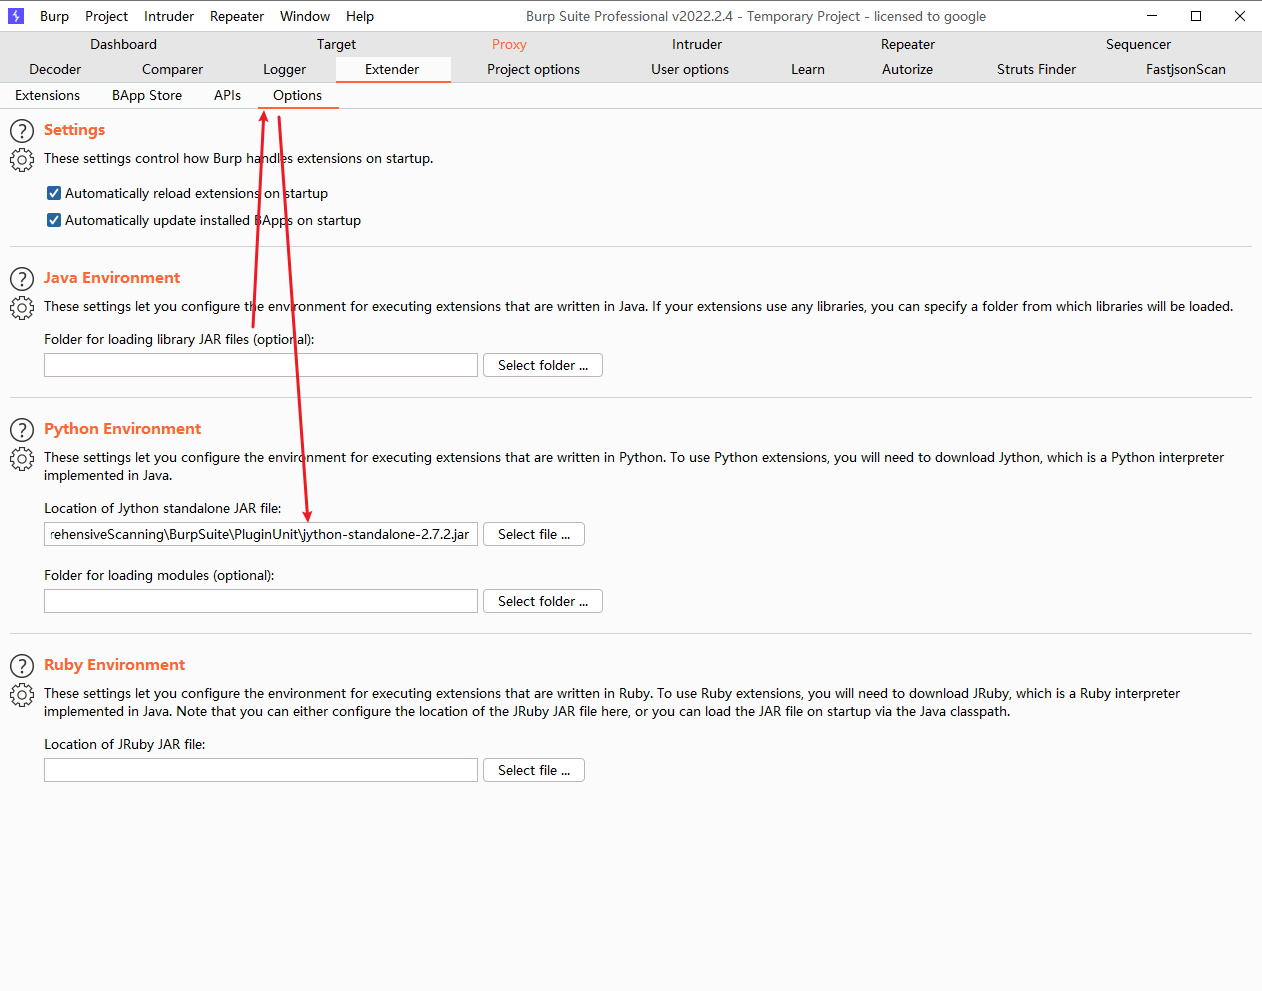 Burp Project Intruder Repeater Window Help Burp Suite Professional v2022.2.4 - Temporary Project - licensed to google
Dashboard Target Proxy Intruder Repeater Sequencer
Decoder Comparer Logger Extender Project options User options Learn Autorize Struts Finder FastjsonScan
Extensions BApp Store APIs Options
Settings
These settings control how Burp handles extensions on startup.
Automatically reload extensions on startup
Automatically update installed BApps on startup
Java Environment
These settings let you configure the environment for executing extensions that are written in Java. If your extensions use any libraries, you can specify a folder from which libraries will be loaded.
Folder for loading library JAR files (optional):
Select folder ...
Python Environment
These settings let you configure the environment for executing extensions that are written in Python. To use Python extensions, you will need to download Jython, which is a Python interpreter
implemented in Java.
Location of Jython standalone JAR file:
rehensiveScanning\BurpSuite\PluginUnit\jython-standalone-2.7.2.jar Select file ...
Folder for loading modules (optional):
Select folder ...
Ruby Environment
These settings let you configure the environment for executing extensions that are written in Ruby. To use Ruby extensions, you will need to download JRuby, which is a Ruby interpreter
implemented in Java. Note that you can either configure the location of the JRuby JAR file here, or you can load the JAR file on startup via the Java classpath.
Location of JRuby JAR file:
Select file ...